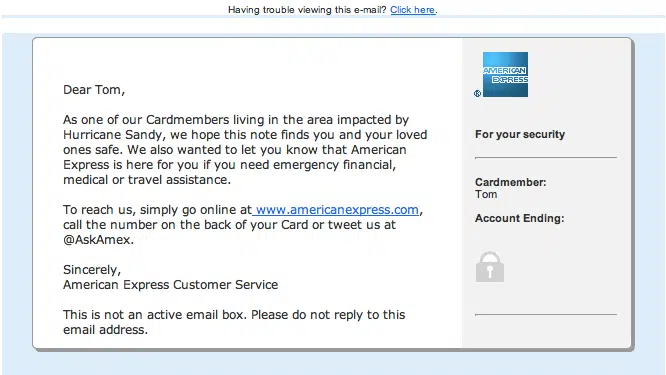 Having trouble viewing this e-mail? Click here.
Dear Tom,
As one of our Cardmembers living in the area impacted by
Hurricane Sandy, we hope this note finds you and your loved
ones safe. We also wanted to let you know that American
Express is here for you if you need emergency financial,
medical or travel assistance.
To reach us, simply go online at www.americanexpress.com,
call the number on the back of your Card or tweet us at
@AskAmex.
Sincerely,
American Express Customer Service
This is not an active email box. Please do not reply to this
email address.
AMERICAN
EXPRESS
®
For your security
Cardmember:
Tom
Account Ending: